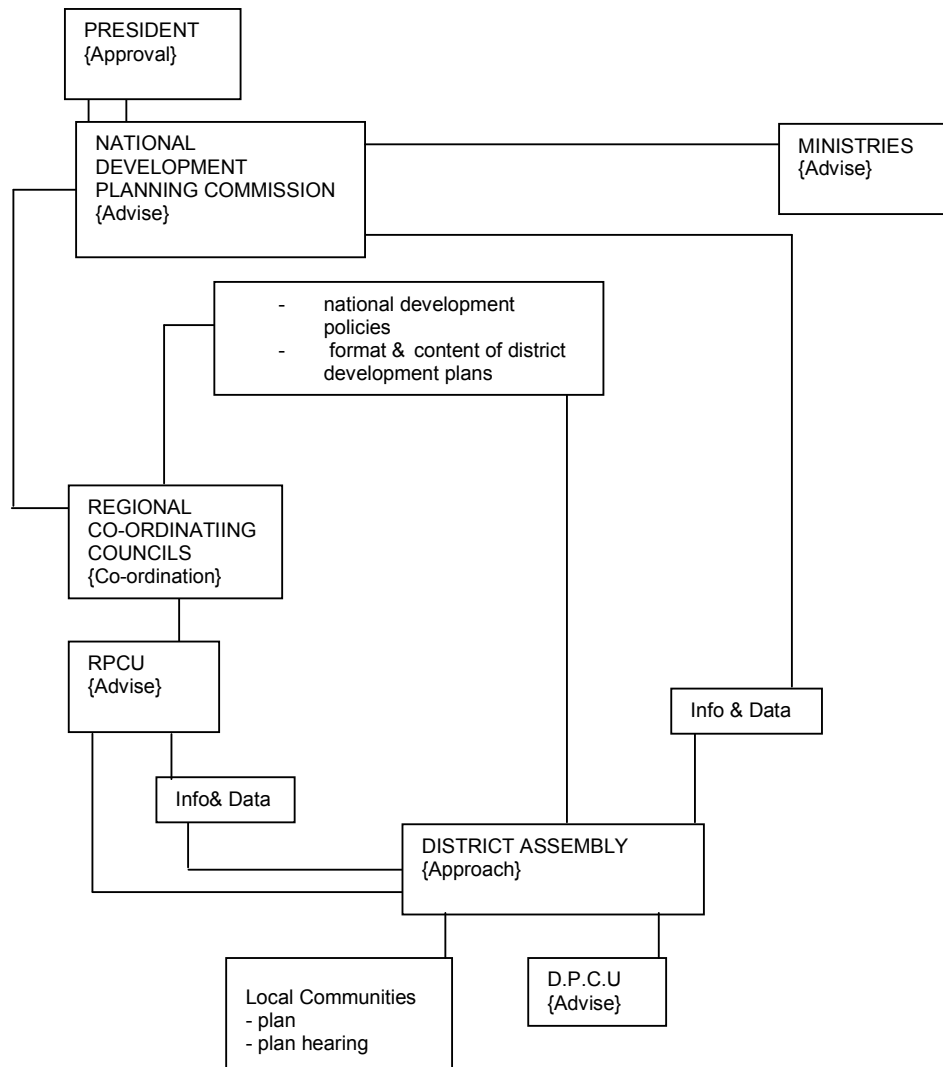 PRESIDENT
{Approval}
NATIONAL
DEVELOPMENT
PLANNING COMMISSION
{Advise}
MINISTRIES
{Advise}
- national development
policies
- format & content of district
development plans
REGIONAL
CO-ORDINATIING
COUNCILS
{Co-ordination}
RPCU
{Advise}
Info & Data
Info& Data
DISTRICT ASSEMBLY
{Approach}
Local Communities
- plan
- plan hearing
D.P.C.U
{Advise}